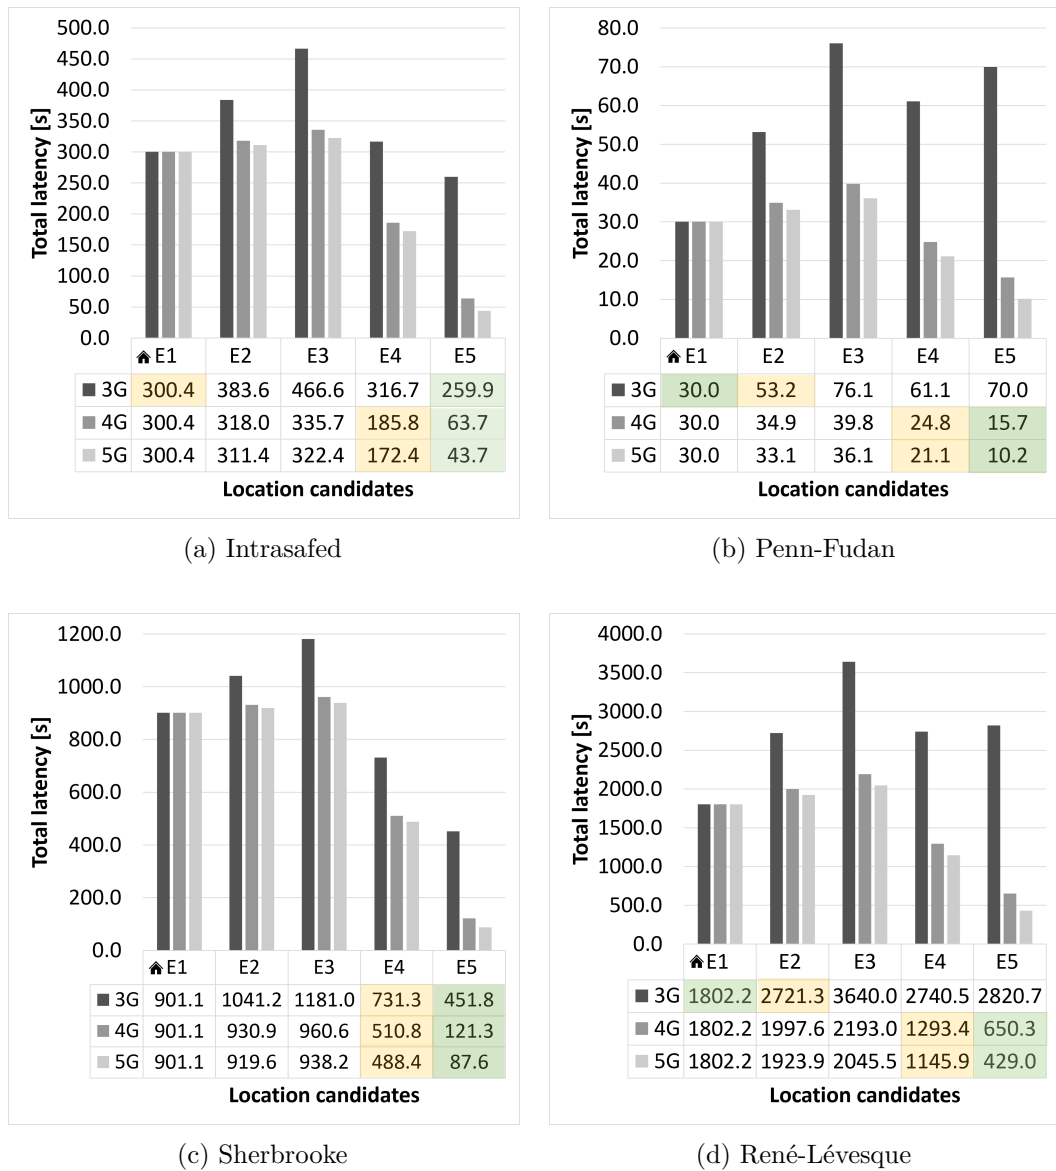 500.0
450.0
400.0
350.0
300.0
250.0
200.0
150.0
100.0
50.0
0.0
Total latency [s]
E1 E2 E3 E4 E5
3G 300.4 383.6 466.6 316.7 259.9
4G 300.4 318.0 335.7 185.8 63.7
5G 300.4 311.4 322.4 172.4 43.7
Location candidates
(a) Intrasafed
80.0
70.0
60.0
50.0
40.0
30.0
20.0
10.0
0.0
Total latency [s]
E1 E2 E3 E4 E5
3G 30.0 53.2 76.1 61.1 70.0
4G 30.0 34.9 39.8 24.8 15.7
5G 30.0 33.1 36.1 21.1 10.2
Location candidates
(b) Penn-Fudan
1200.0
1000.0
800.0
600.0
400.0
200.0
0.0
Total latency [s]
E1 E2 E3 E4 E5
3G 901.1 1041.2 1181.0 731.3 451.8
4G 901.1 930.9 960.6 510.8 121.3
5G 901.1 919.6 938.2 488.4 87.6
Location candidates
(c) Sherbrooke
4000.0
3500.0
3000.0
2500.0
2000.0
1500.0
1000.0
500.0
0.0
Total latency [s]
E1 E2 E3 E4 E5
3G 1802.2 2721.3 3640.0 2740.5 2820.7
4G 1802.2 1997.6 2193.0 1293.4 650.3
5G 1802.2 1923.9 2045.5 1145.9 429.0
Location candidates
(d) René-Lévesque